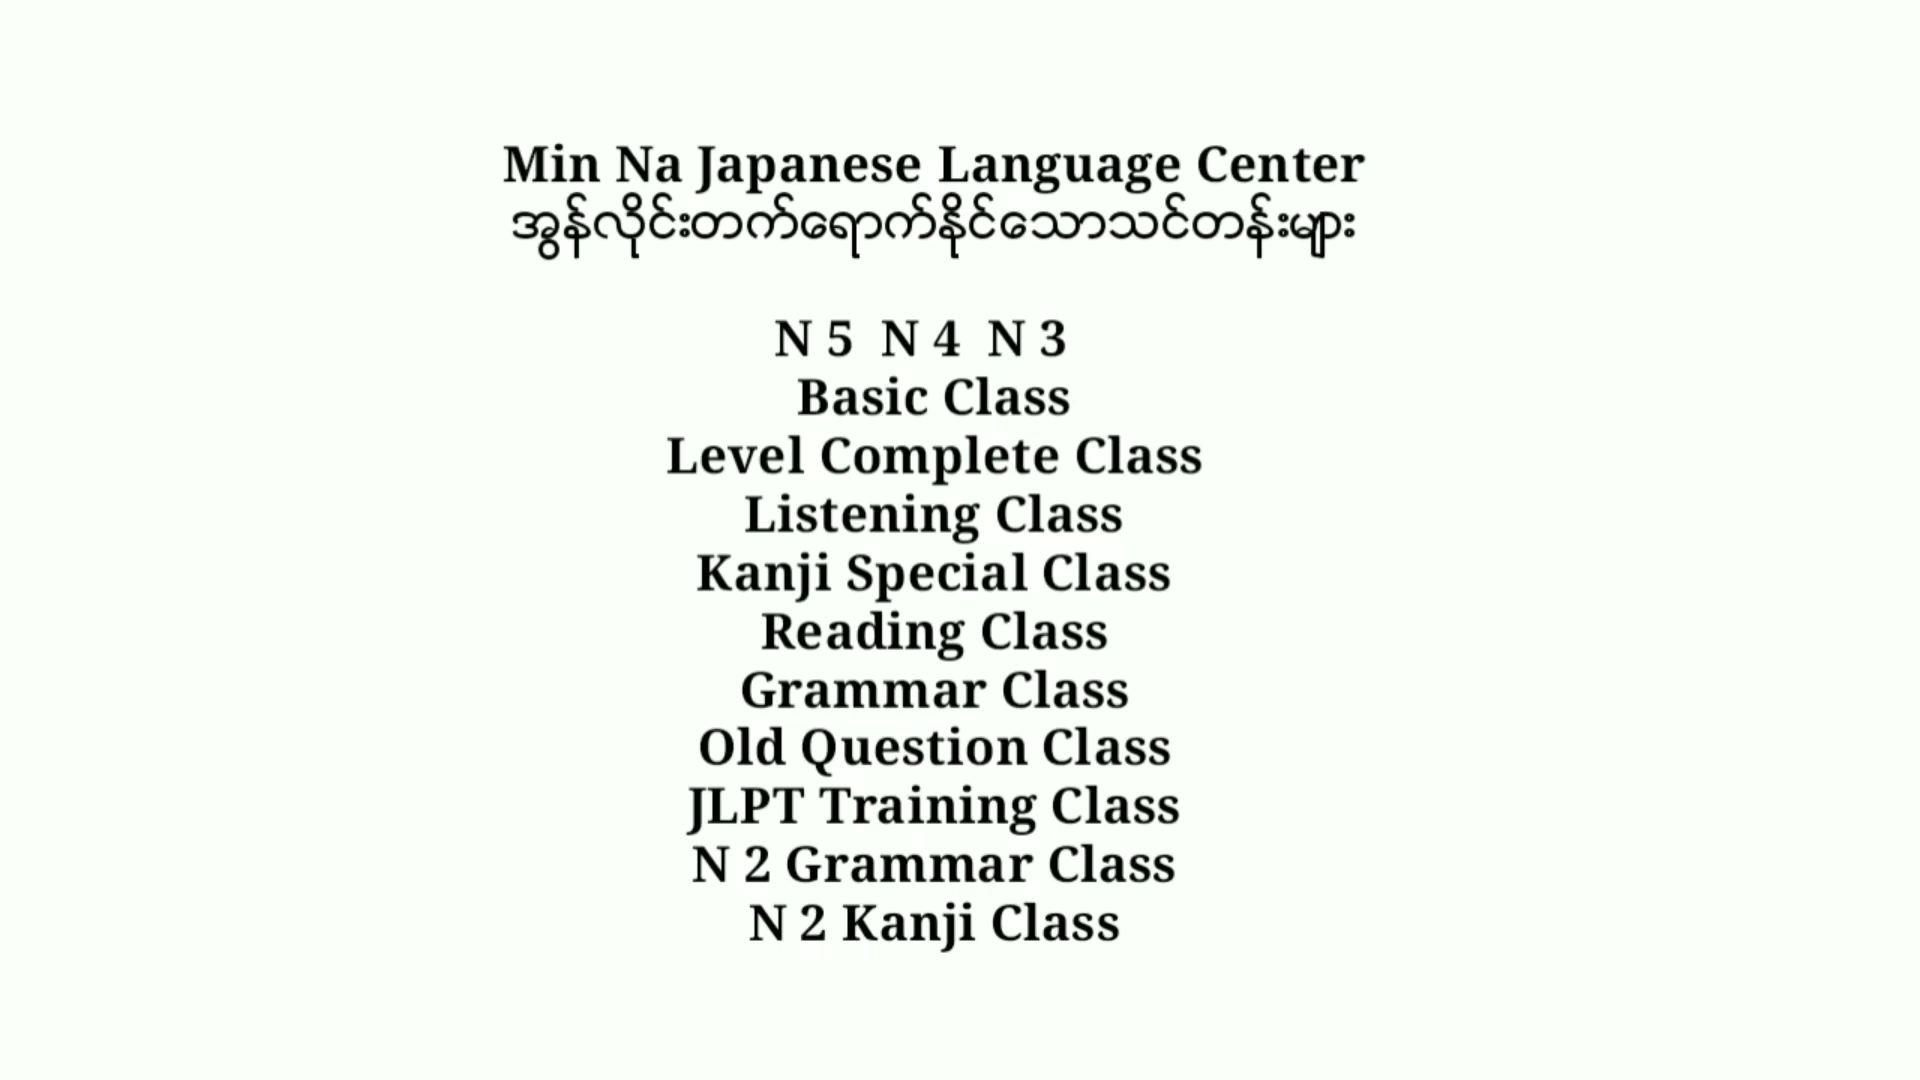 Min Na Japanese Language Center
အွန်လိုင်းတက်ရောက်နိုင်သောသင်တန်းများ
N 5 N 4 N 3
Basic Class
Level Complete Class
Listening Class
Kanji Special Class
Reading Class
Grammar Class
Old Question Class
JLPT Training Class
N 2 Grammar Class
N 2 Kanji Class